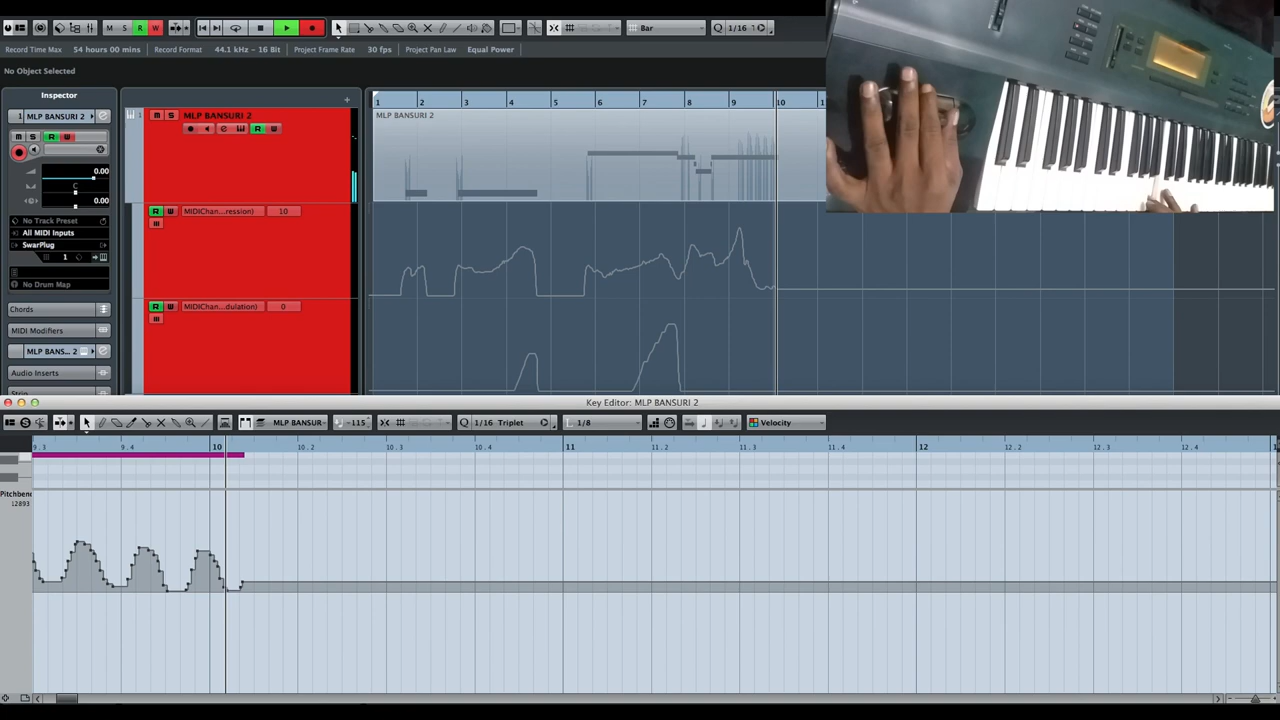 M S R W Bar Q 1/16 T
Record Time Max 54 hours 00 mins Record Format 44.1 kHz - 16 Bit Project Frame Rate 30 fps Project Pan Law Equal Power
No Object Selected
Inspector
1 MLP BANSURI 2
M S R W
0.00
C
0.00
No Track Preset
All MIDI Inputs
SwarPlug
1
No Drum Map
Chords
MIDI Modifiers
MLP BANS... 2
Audio Inserts
1 M S MLP BANSURI 2
R W
R W MIDIChan...ression) 10
R W MIDIChan...dulation) 0
1 2 3 4 5 6 7 8 9 10
MLP BANSURI 2
Key Editor: MLP BANSURI 2
MLP BANSUR -115 Q 1/16 Triplet 1/8 Velocity
9.3 9.4 10 10.2 10.3 10.4 11 11.2 11.3 11.4 12 12.2 12.3 12.4
Pitchbend
12893